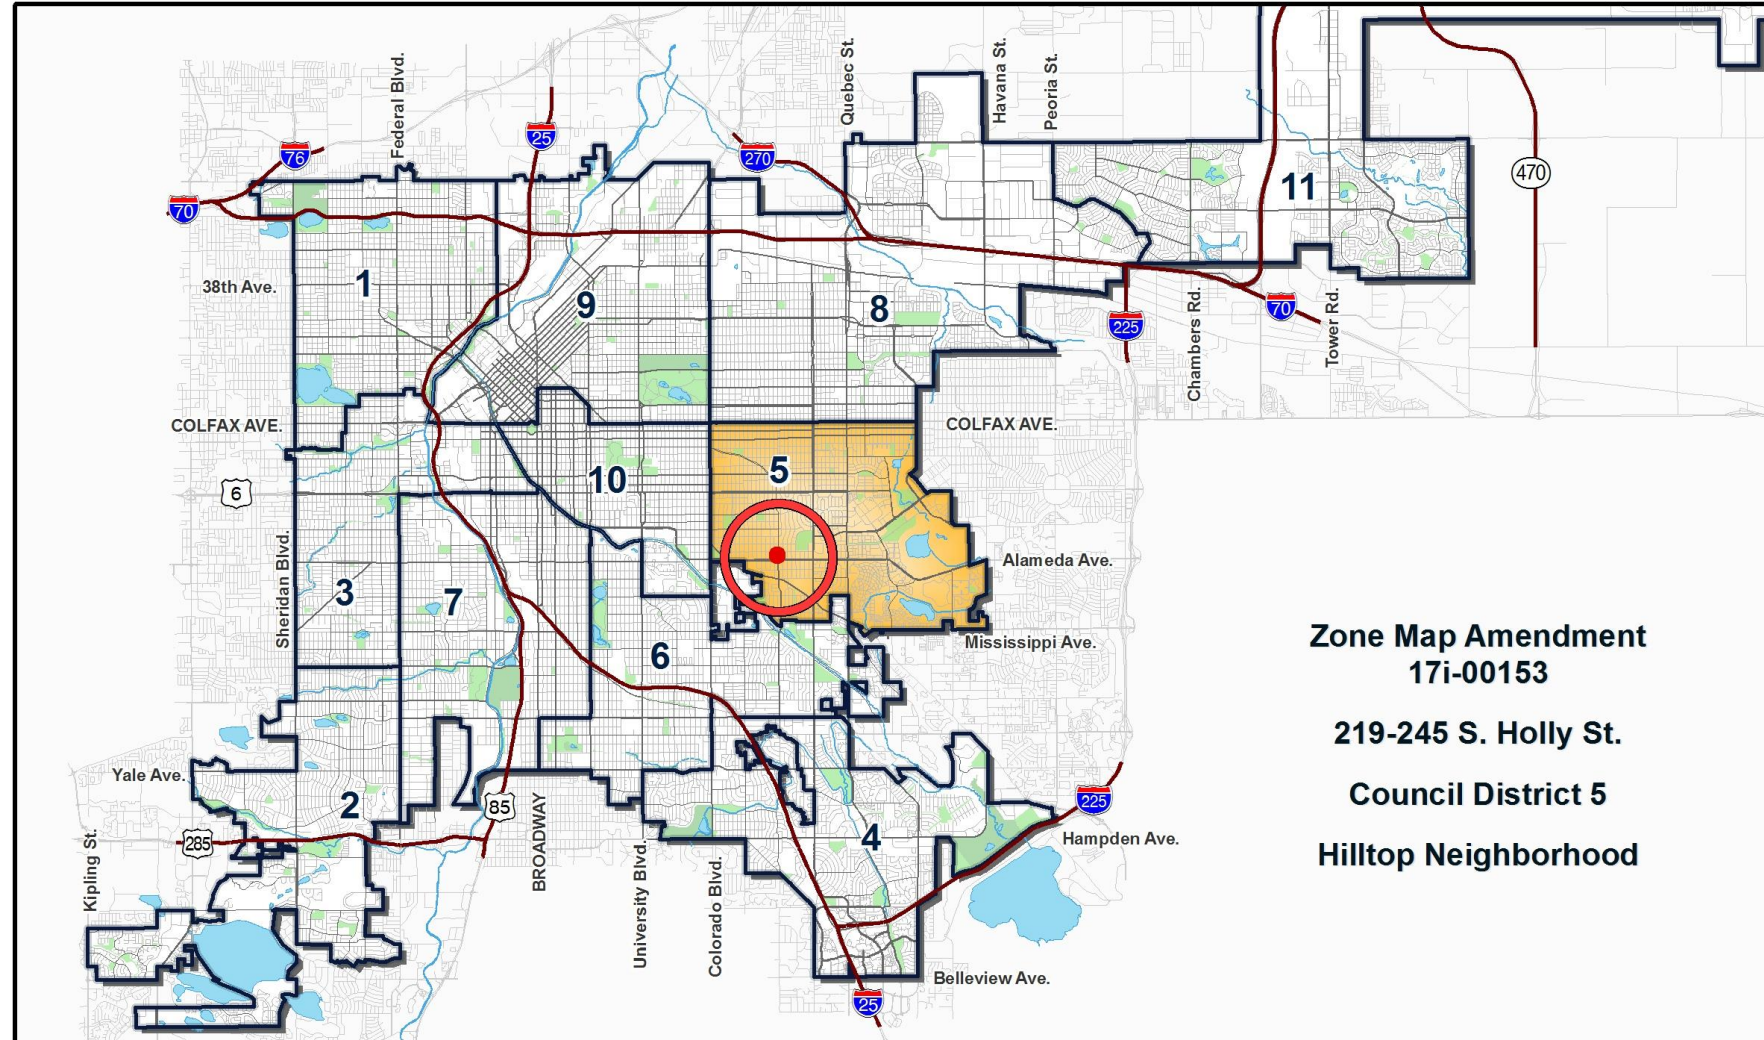 Federal Blvd.
Quebec St.
Havana St.
Peoria St.
25
76
270
70
470
11
38th Ave.
1
9
8
225
Chambers Rd.
70
Tower Rd.
COLFAX AVE.
COLFAX AVE.
6
10
5
Sheridan Blvd.
3
7
Alameda Ave.
6
Mississippi Ave.
Zone Map Amendment
17i-00153
219-245 S. Holly St.
Council District 5
Hilltop Neighborhood
Yale Ave.
2
85
BROADWAY
225
285
4
Hampden Ave.
Kipling St.
University Blvd.
Colorado Blvd.
Belleview Ave.
25